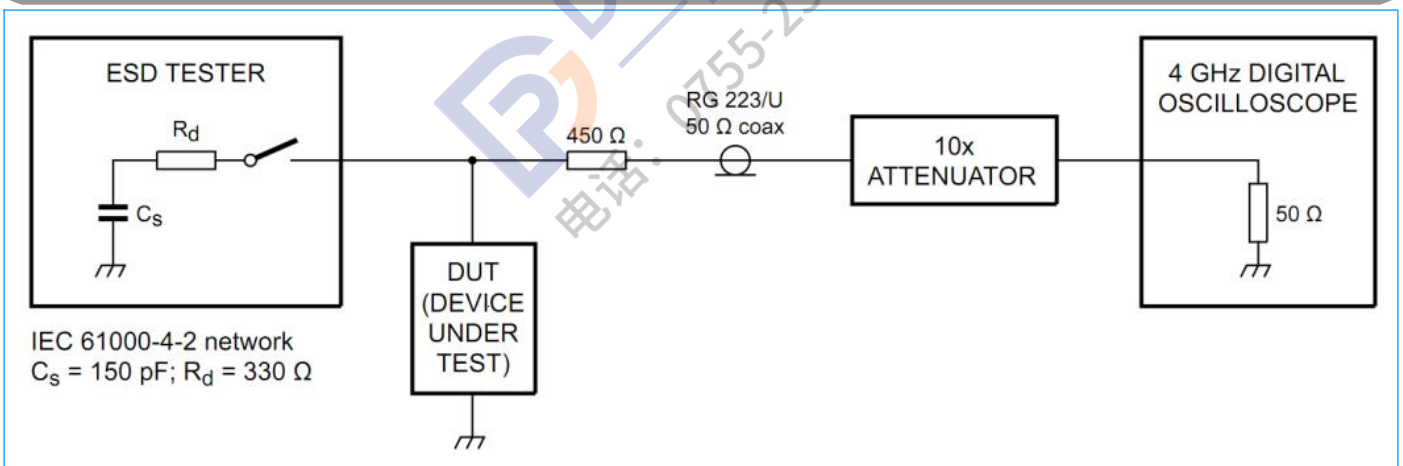 ESD TESTER
Rd
Cs
IEC 61000-4-2 network
Cs = 150 pF; Rd = 330 Ω
DUT
(DEVICE
UNDER
TEST)
450 Ω
RG 223/U
50 Ω coax
10x
ATTENUATOR
4 GHz DIGITAL
OSCILLOSCOPE
50 Ω
电话：0755-2